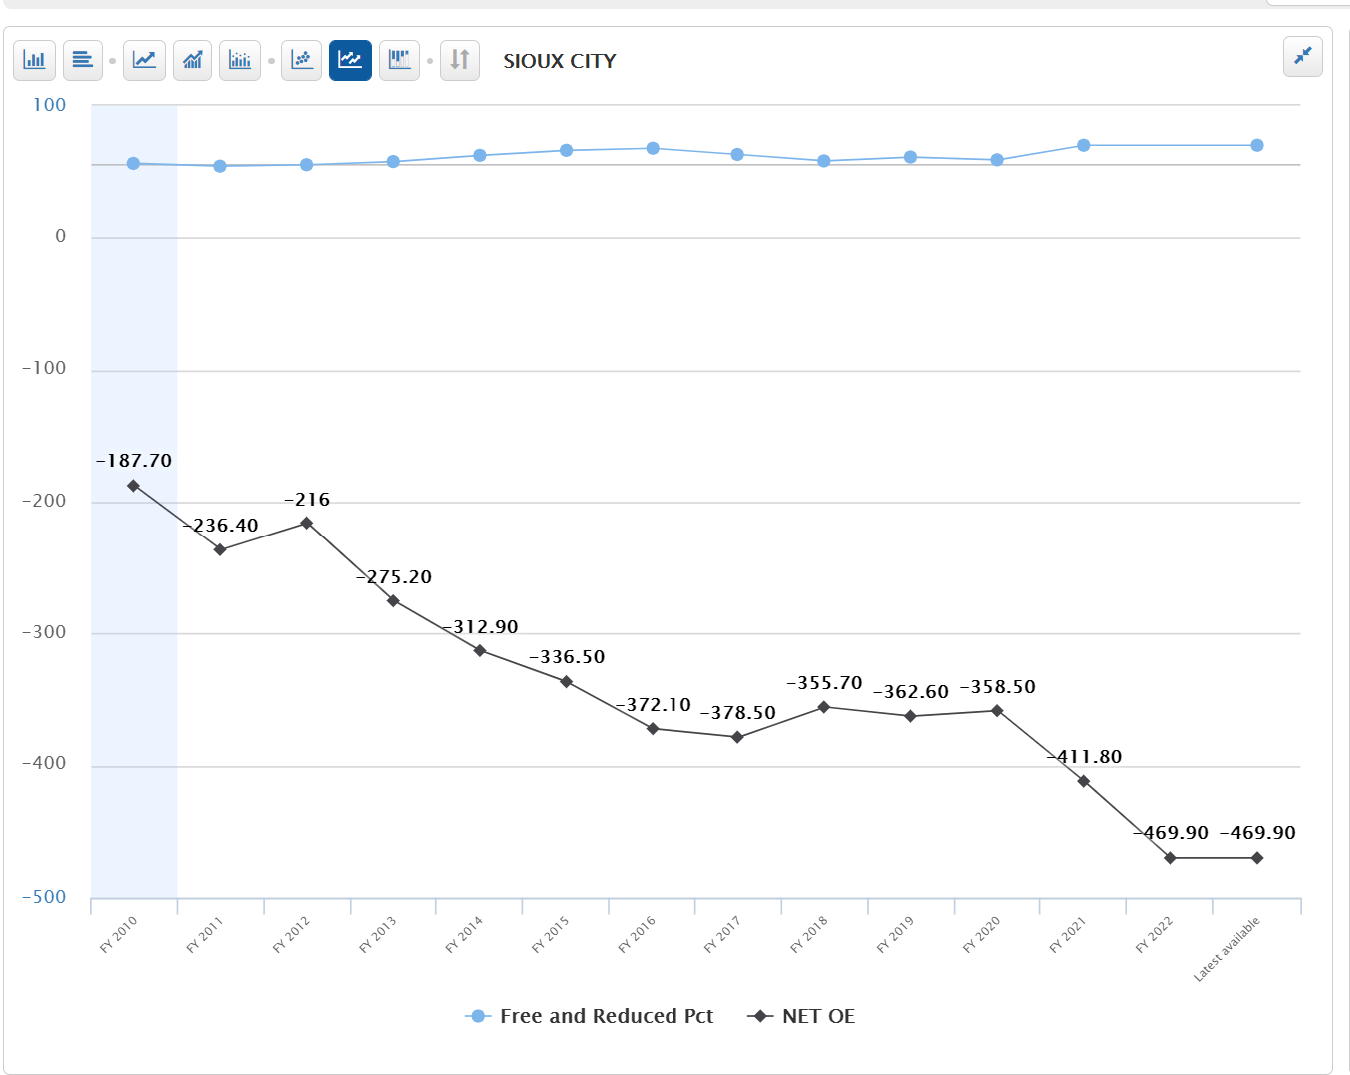 SIOUX CITY
100
0
-100
-200
-300
-400
-500
-187.70
-236.40
-216
-275.20
-312.90
-336.50
-372.10
-378.50
-355.70
-362.60
-358.50
-411.80
-469.90
-469.90
FY 2010
FY 2011
FY 2012
FY 2013
FY 2014
FY 2015
FY 2016
FY 2017
FY 2018
FY 2019
FY 2020
FY 2021
FY 2022
Latest available
Free and Reduced Pct
NET OE